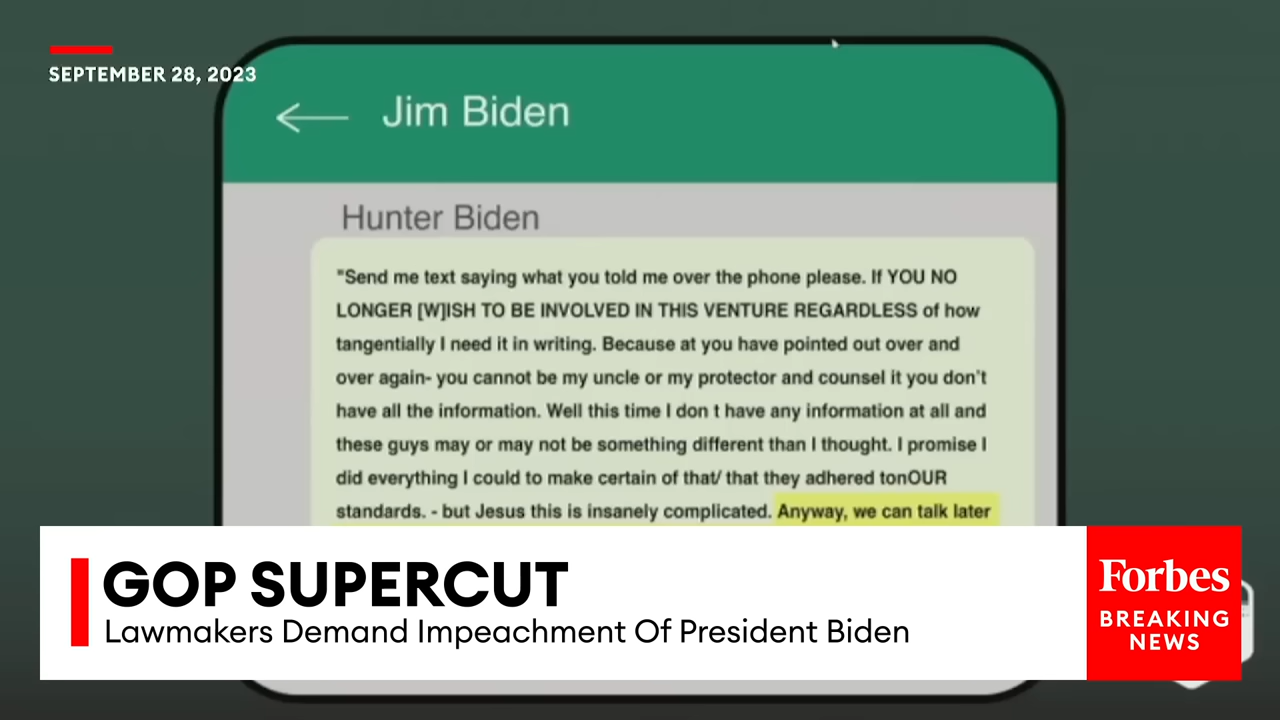 SEPTEMBER 28, 2023
Jim Biden
Hunter Biden
"Send me text saying what you told me over the phone please. If YOU NO
LONGER [W]ISH TO BE INVOLVED IN THIS VENTURE REGARDLESS of how
tangentially I need it in writing. Because at you have pointed out over and
over again- you cannot be my uncle or my protector and counsel it you don't
have all the information. Well this time I don t have any information at all and
these guys may or may not be something different than I thought. I promise I
did everything I could to make certain of that/ that they adhered tonOUR
standards. - but Jesus this is insanely complicated. Anyway, we can talk later
GOP SUPERCUT
Lawmakers Demand Impeachment Of President Biden
Forbes
BREAKING
NEWS